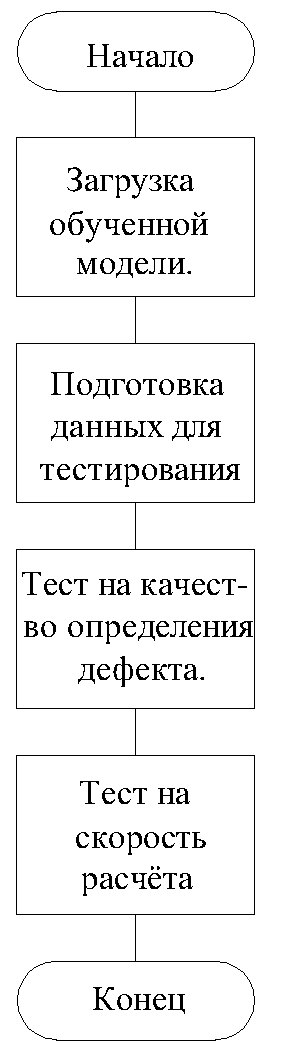 Начало
Загрузка
обученной
модели.
Подготовка
данных для
тестирования
Тест на качест-
во определения
дефекта.
Тест на
скорость
расчёта
Конец